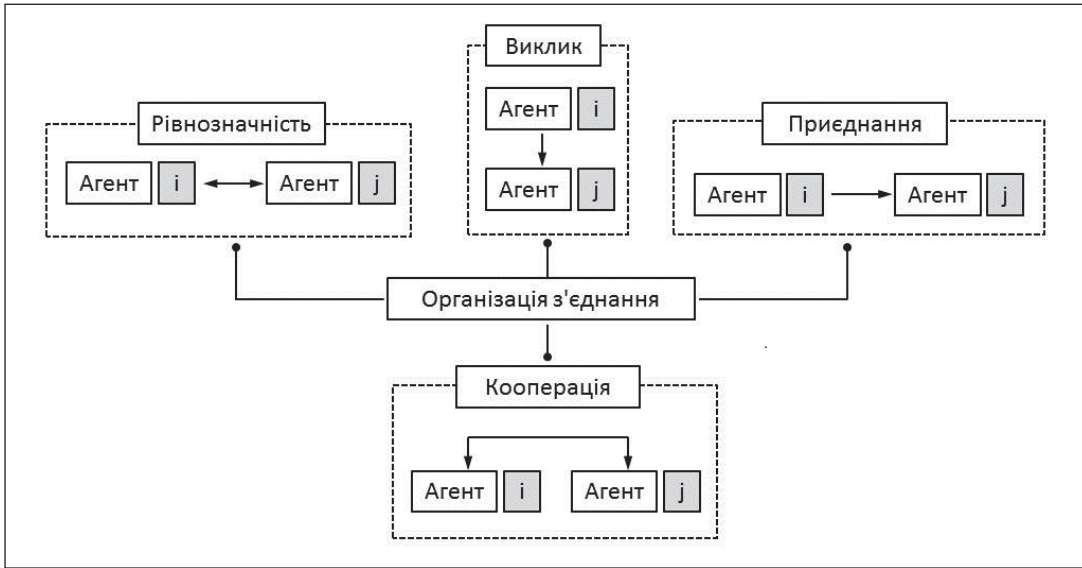 Виклик
Агент i
Агент j
Рівнозначність
Агент i Агент j
Приєднання
Агент i Агент j
Організація з'єднання
Кооперація
Агент i Агент j